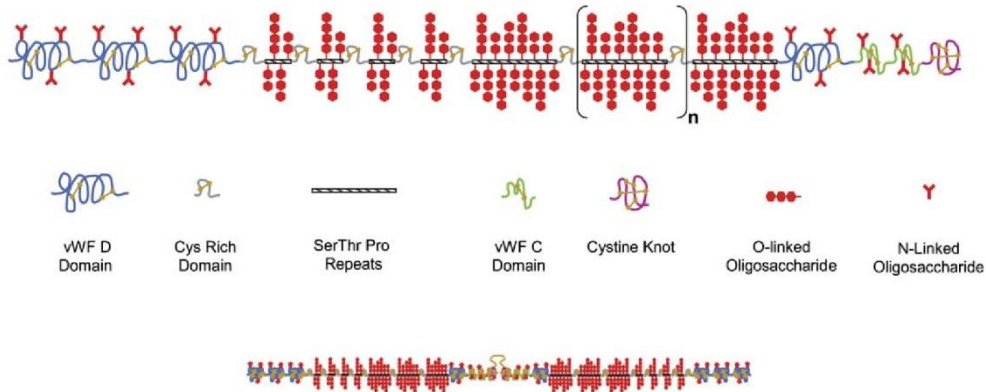 n
vWF D
Domain
Cys Rich
Domain
SerThr Pro
Repeats
vWF C
Domain
Cystine Knot
O-linked
Oligosaccharide
N-Linked
Oligosaccharide